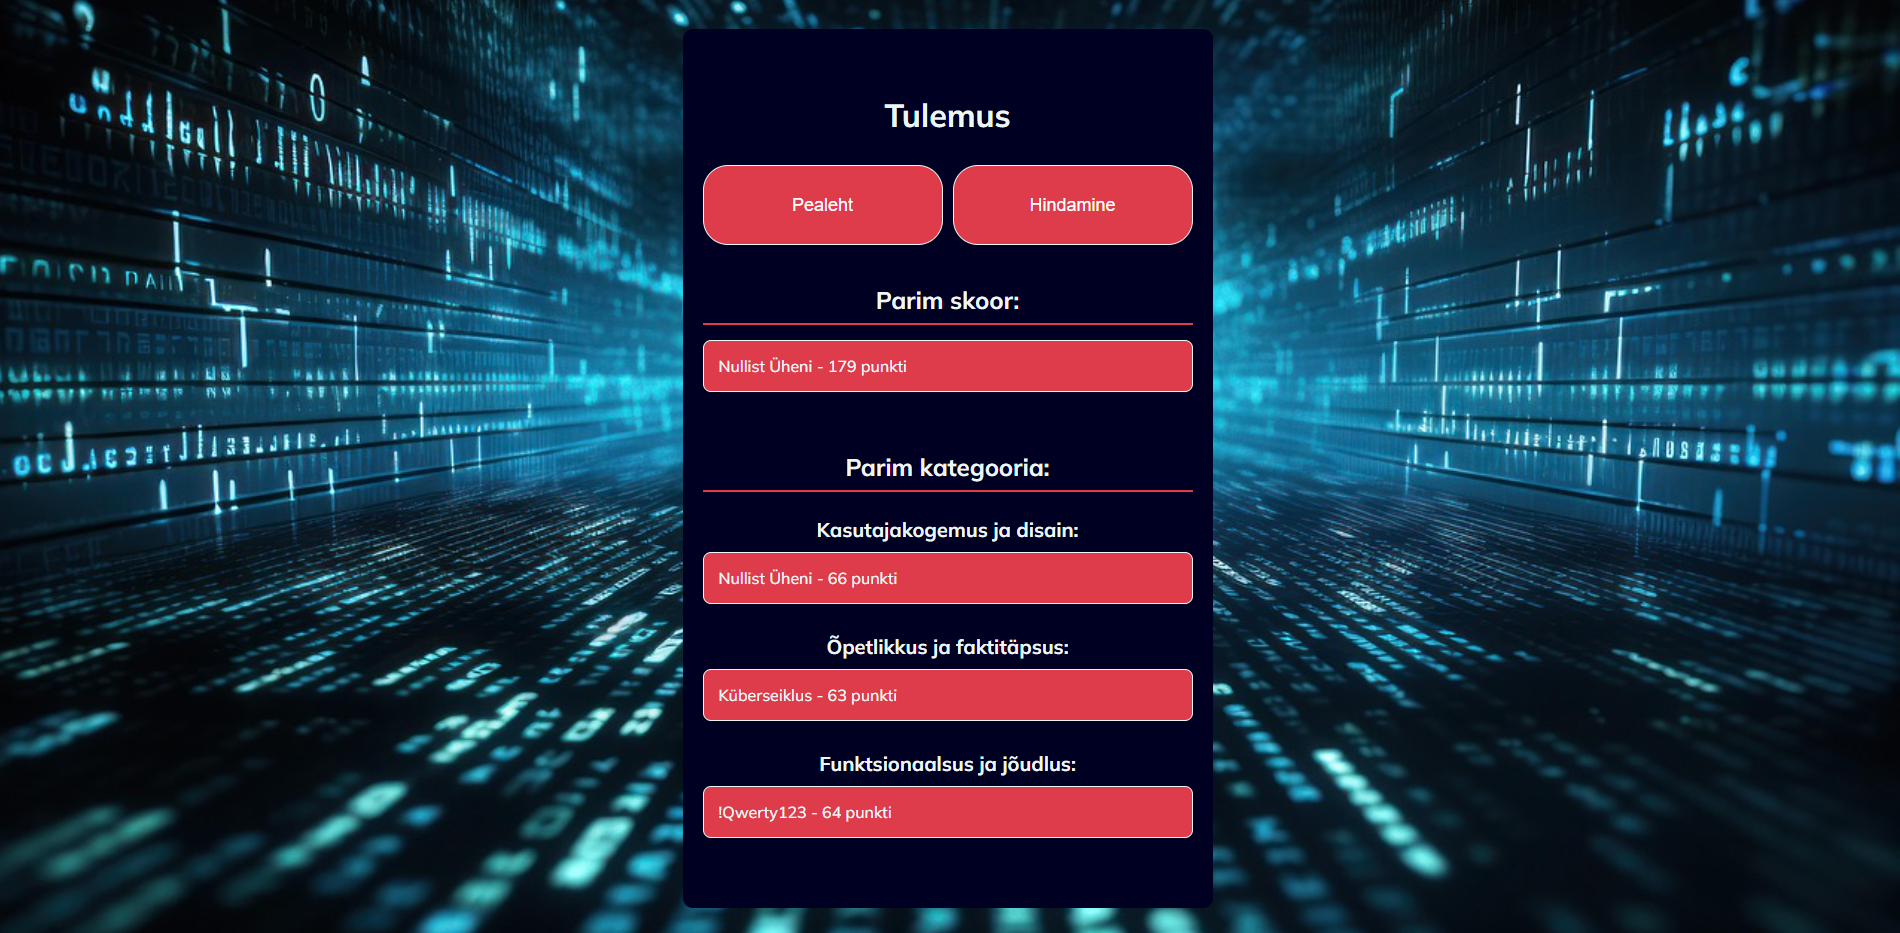 Tulemus
Pealeht
Hindamine
Parim skoor:
Nullist Üheni - 179 punkti
Parim kategooria:
Kasutajakogemus ja disain:
Nullist Üheni - 66 punkti
Õpetlikkus ja faktitäpsus:
Küberseiklus - 63 punkti
Funktsionaalsus ja jõudlus:
!Qwerty123 - 64 punkti